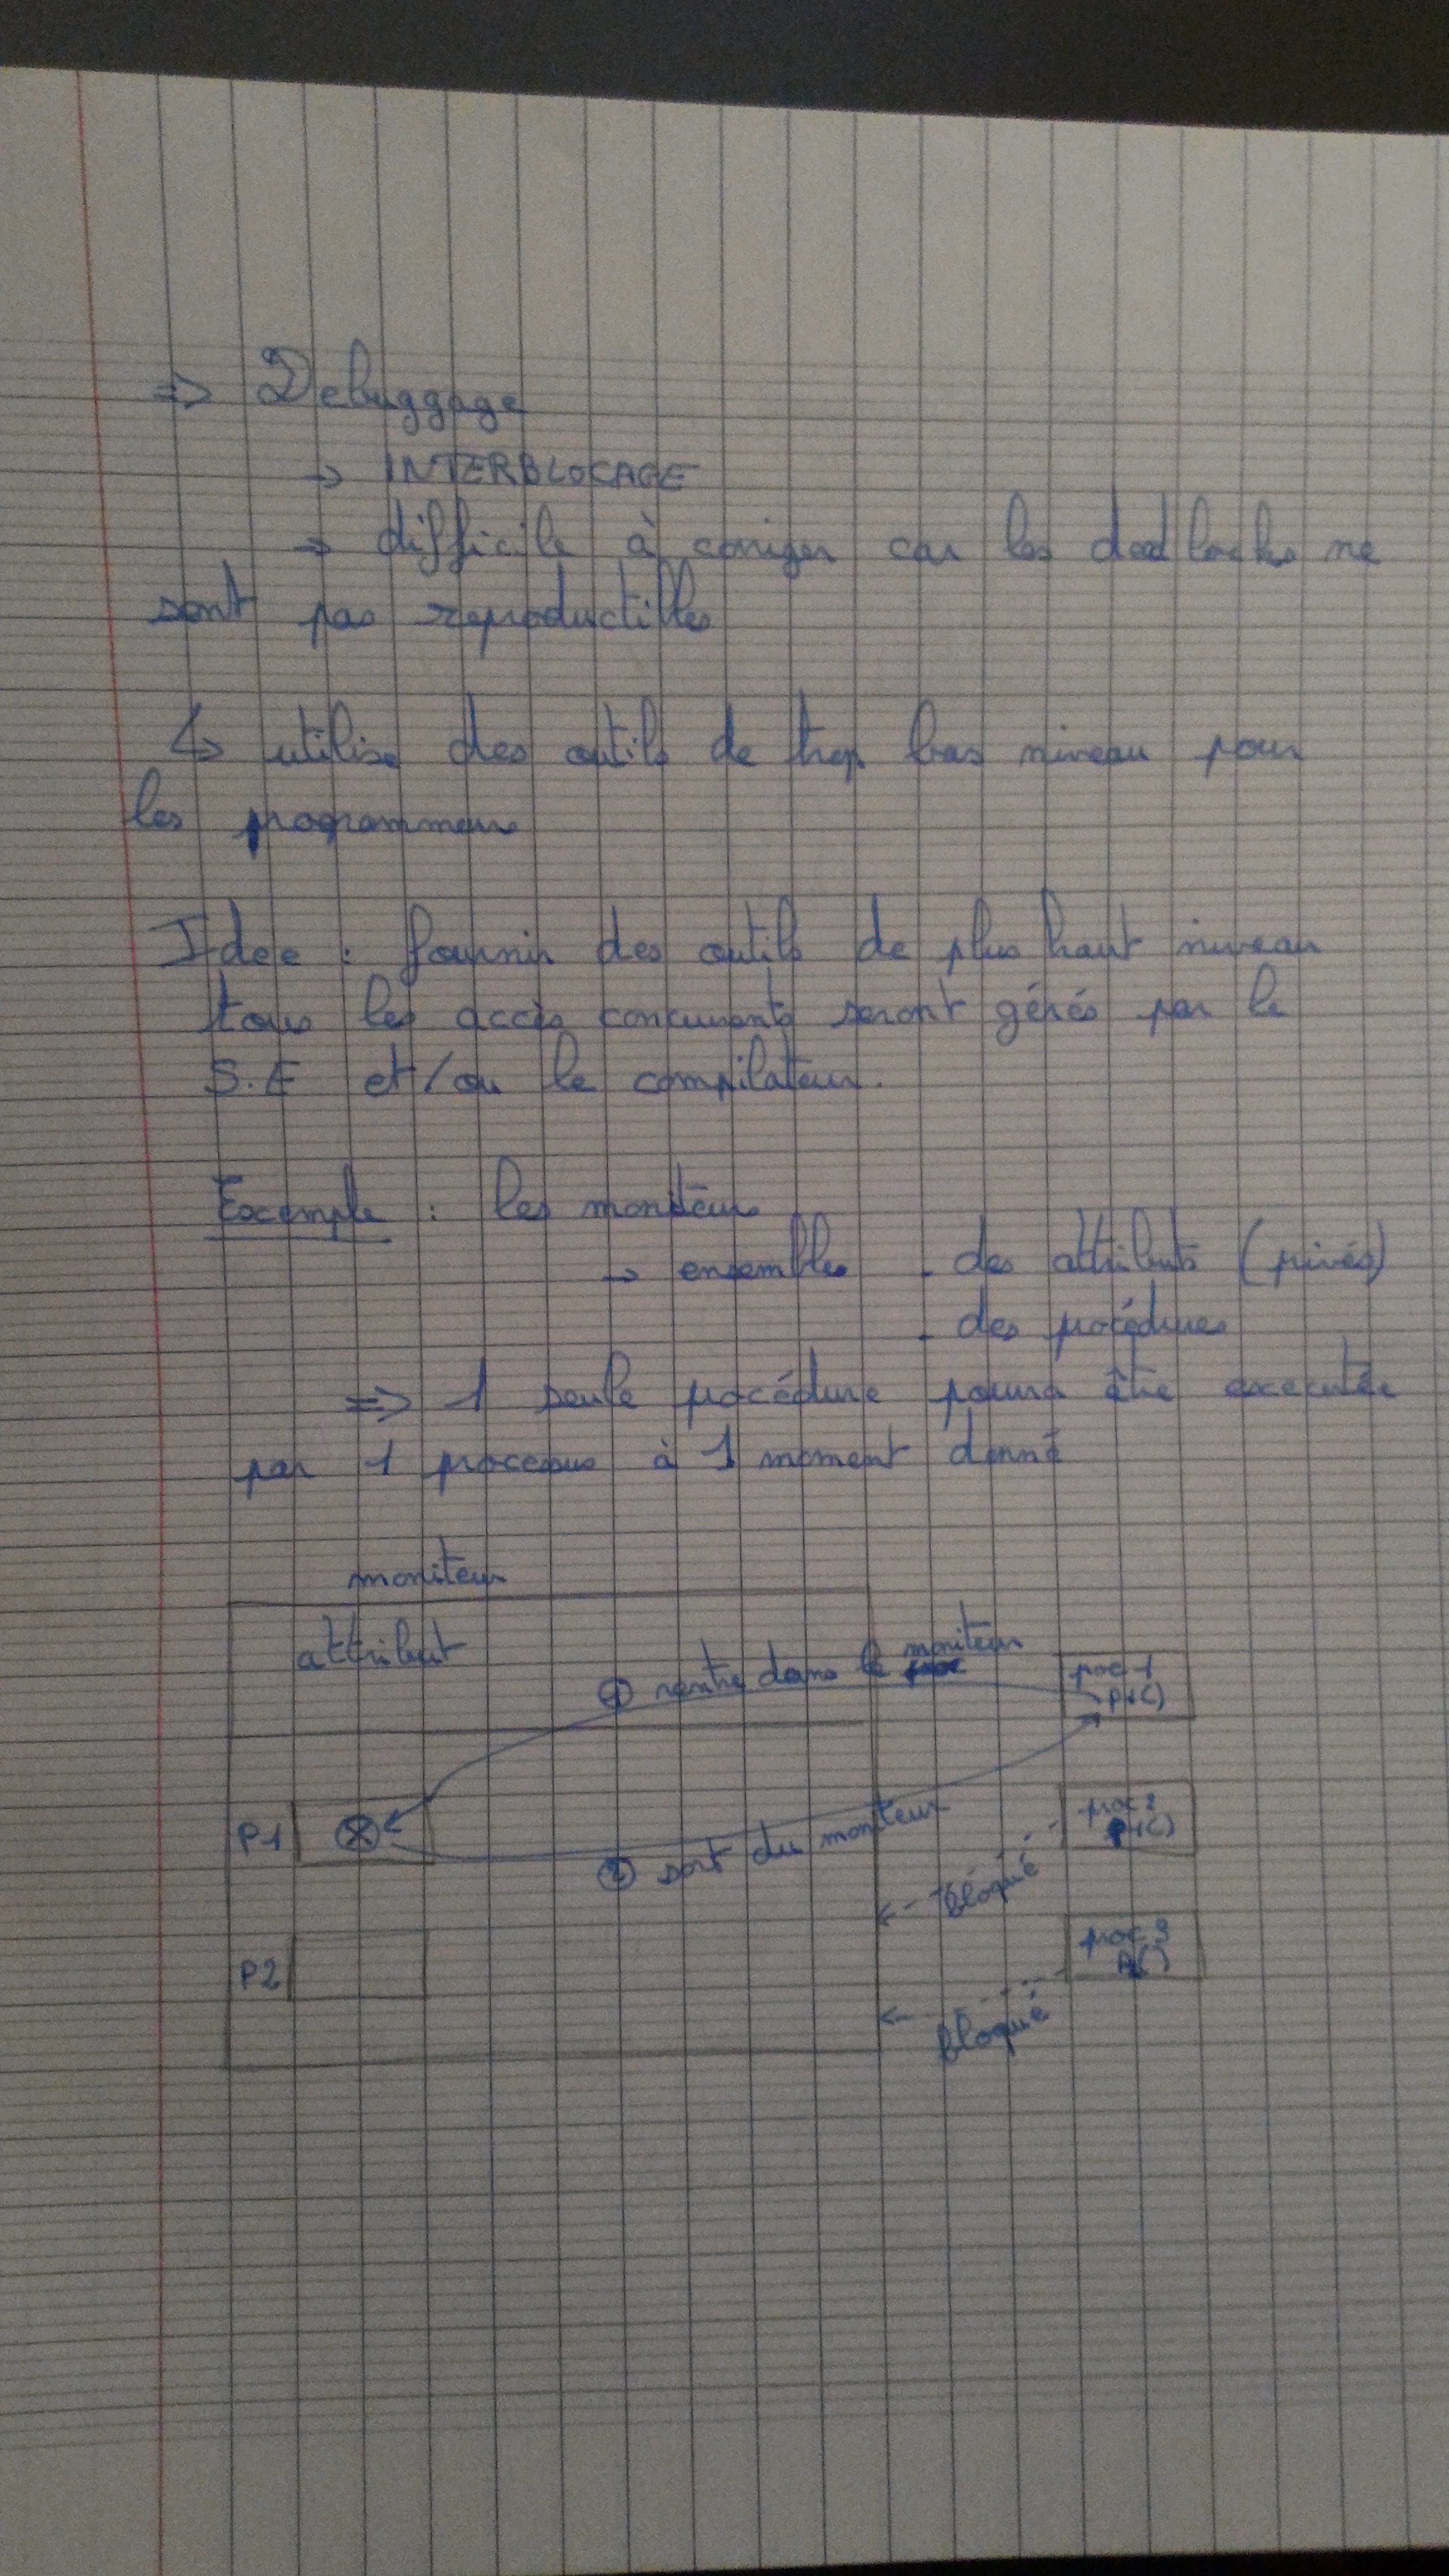 => Debuggage
-> INTERBLOCAGE
-> difficile à corriger car les deadlocks ne
sont pas reproductibles
↳ utilise des outils de trop bas niveau pour
les programmeurs
Idee : fournir des outils de plus haut niveau
tous les accès concurrents seront gérés par le
S.E et/ou le compilateur.
Exemple : les moniteurs
-> ensembles - des attributs (privés)
- des procédures
=> 1 seule procédure pourra être executée
par 1 processus à 1 moment donné
moniteur
attribut
① rentre dans le moniteur
proc 1
P1()
P1
② sort du moniteur
proc 2
P1()
bloqué
P2
proc 3
bloqué